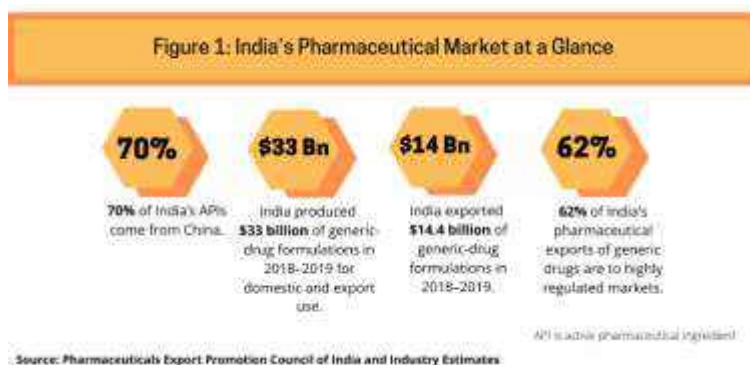 Figure 1: India's Pharmaceutical Market at a Glance
70%
$33 Bn
$14 Bn
62%
70% of India's APIs
come from China.
India produced
$33 billion of generic-
drug formulations in
2018–2019 for
domestic and export
use.
India exported
$14.4 billion of
generic-drug
formulations in
2018–2019.
62% of India's
pharmaceutical
exports of generic
drugs are to highly
regulated markets.
API is active pharmaceutical ingredient
Source: Pharmaceuticals Export Promotion Council of India and Industry Estimates